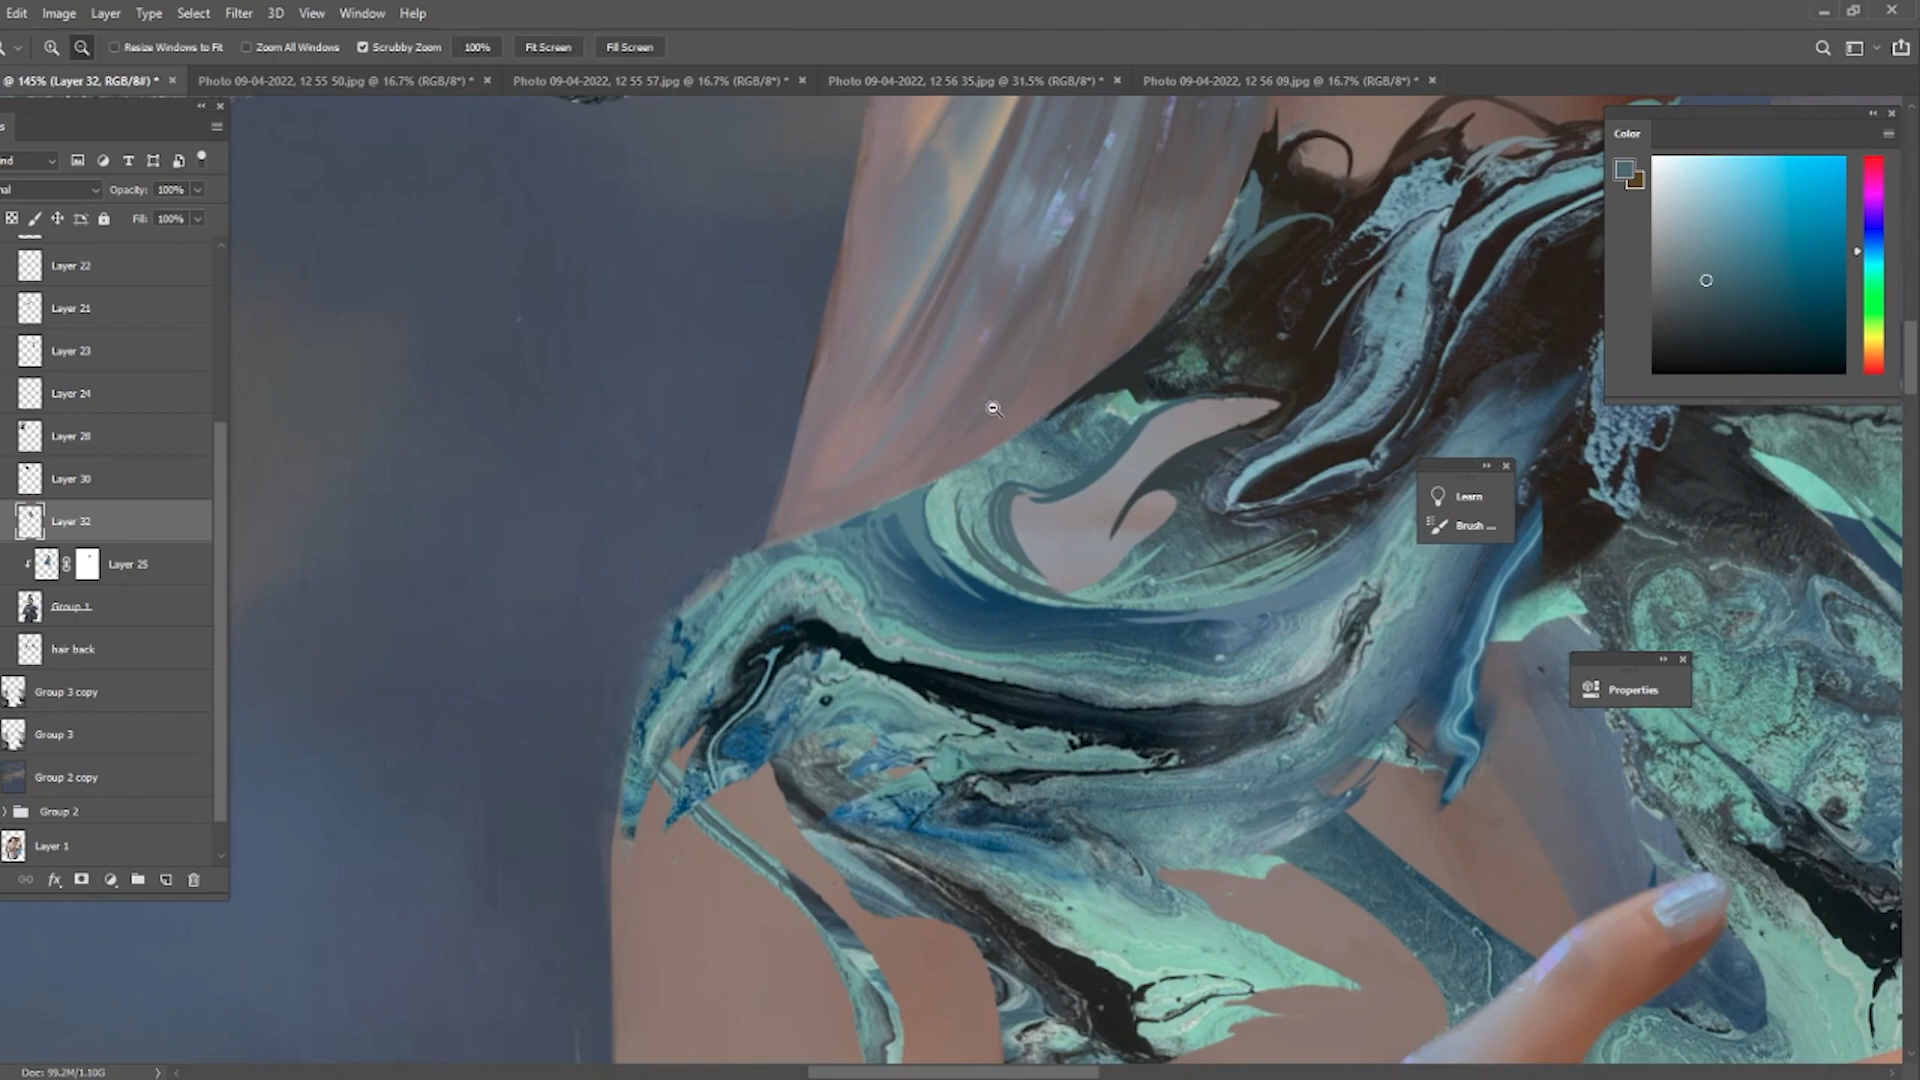 Edit Image Layer Type Select Filter 3D View Window Help
Resize Windows to Fit Zoom All Windows Scrubby Zoom 100% Fit Screen Fill Screen
@ 145% (Layer 32, RGB/8#) * Photo 09-04-2022, 12 55 50.jpg @ 16.7% (RGB/8*) * Photo 09-04-2022, 12 55 57.jpg @ 16.7% (RGB/8*) * Photo 09-04-2022, 12 56 35.jpg @ 31.5% (RGB/8*) * Photo 09-04-2022, 12 56 09.jpg @ 16.7% (RGB/8*) *
s
nd
nal Opacity: 100%
Fill: 100%
Layer 22
Layer 21
Layer 23
Layer 24
Layer 28
Layer 30
Layer 32
Layer 25
Group 1
hair back
Group 3 copy
Group 3
Group 2 copy
Group 2
Layer 1
fx
Color
Learn
Brush ...
Properties
Doc: 99.2M/1.10G